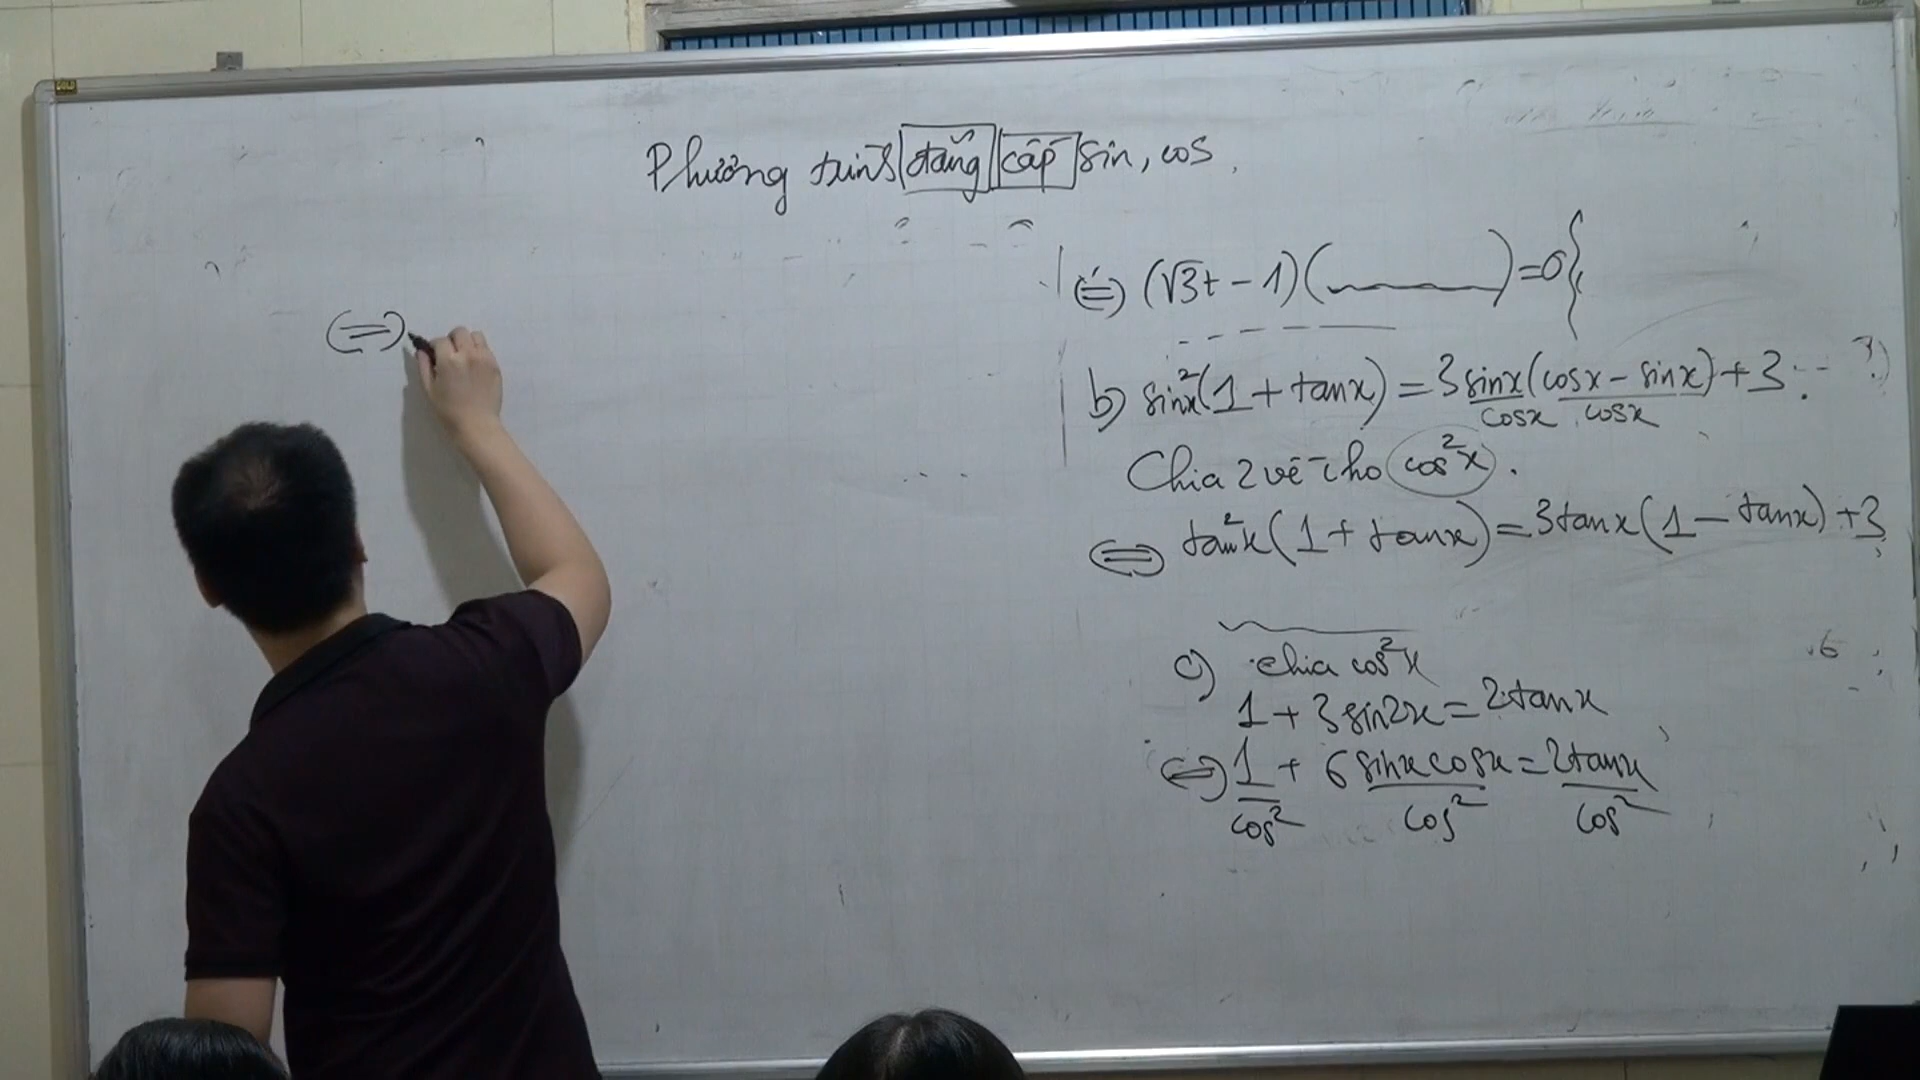 Phương trình đẳng cấp sin, cos.
(⇔)
(⇔) (√3t - 1)( ) = 0
b) sin²x(1 + tanx) = 3 sinx/cosx (cosx - sinx)/cosx + 3.
Chia 2 vế cho cos²x.
⇔ tan²x(1 + tanx) = 3tanx(1 - tanx) + 3
c) chia cos²x
1 + 3sin2x = 2tanx
⇔ 1/cos² + 6 sinxcosx/cos² = 2tanx/cos²